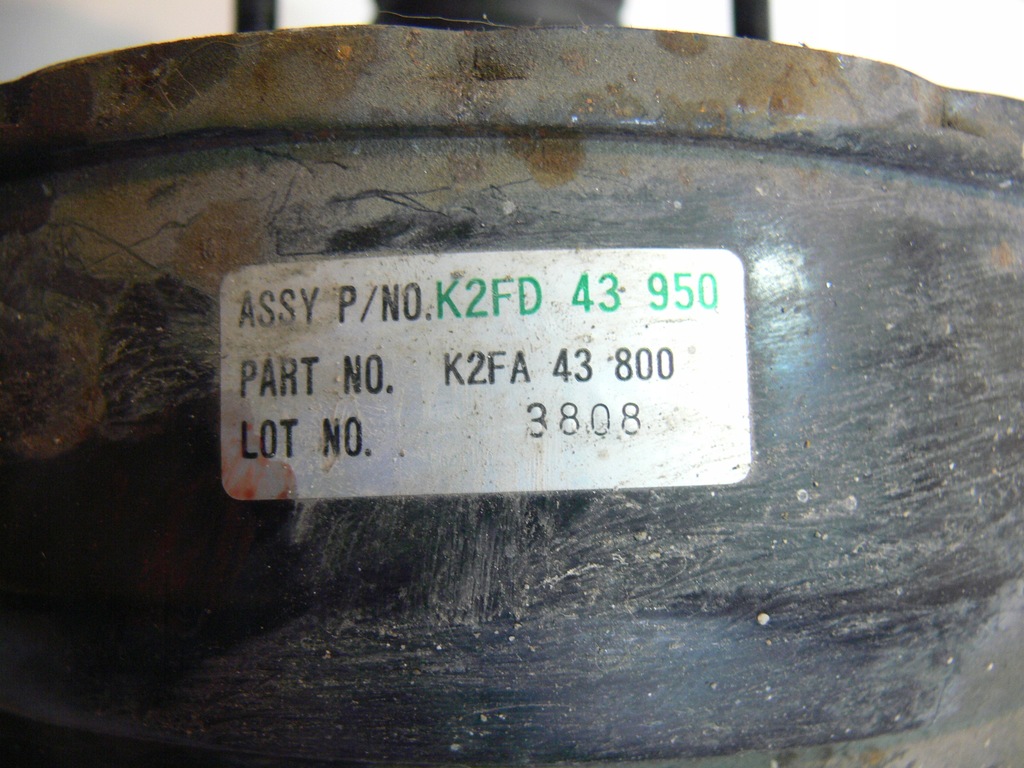 ASSY P/NO. K2FD 43 950
PART NO. K2FA 43 800
LOT NO. 3808